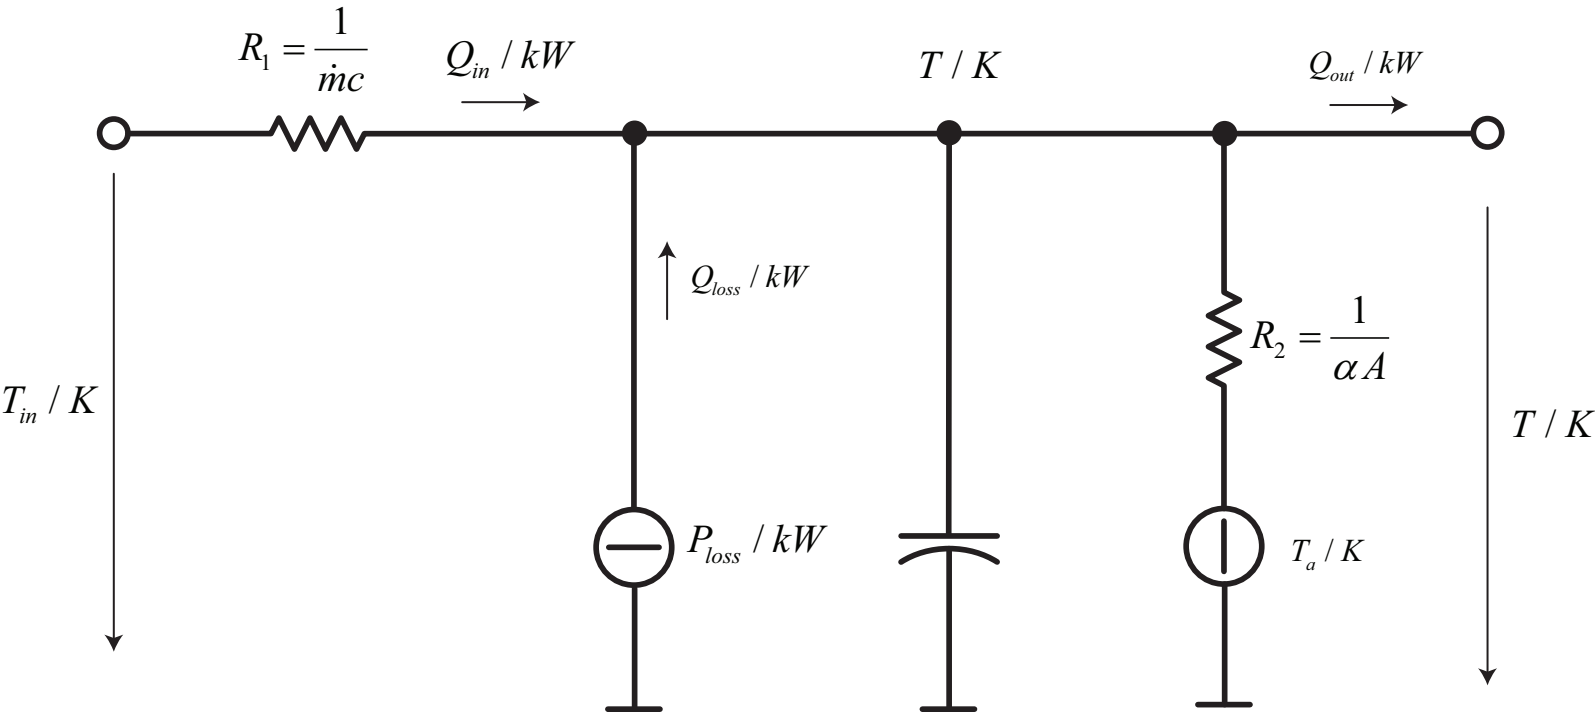 R₁ = 1/ṁc
Q_in / kW
T / K
Q_out / kW
Q_loss / kW
R₂ = 1/αA
T_in / K
T / K
P_loss / kW
T_a / K